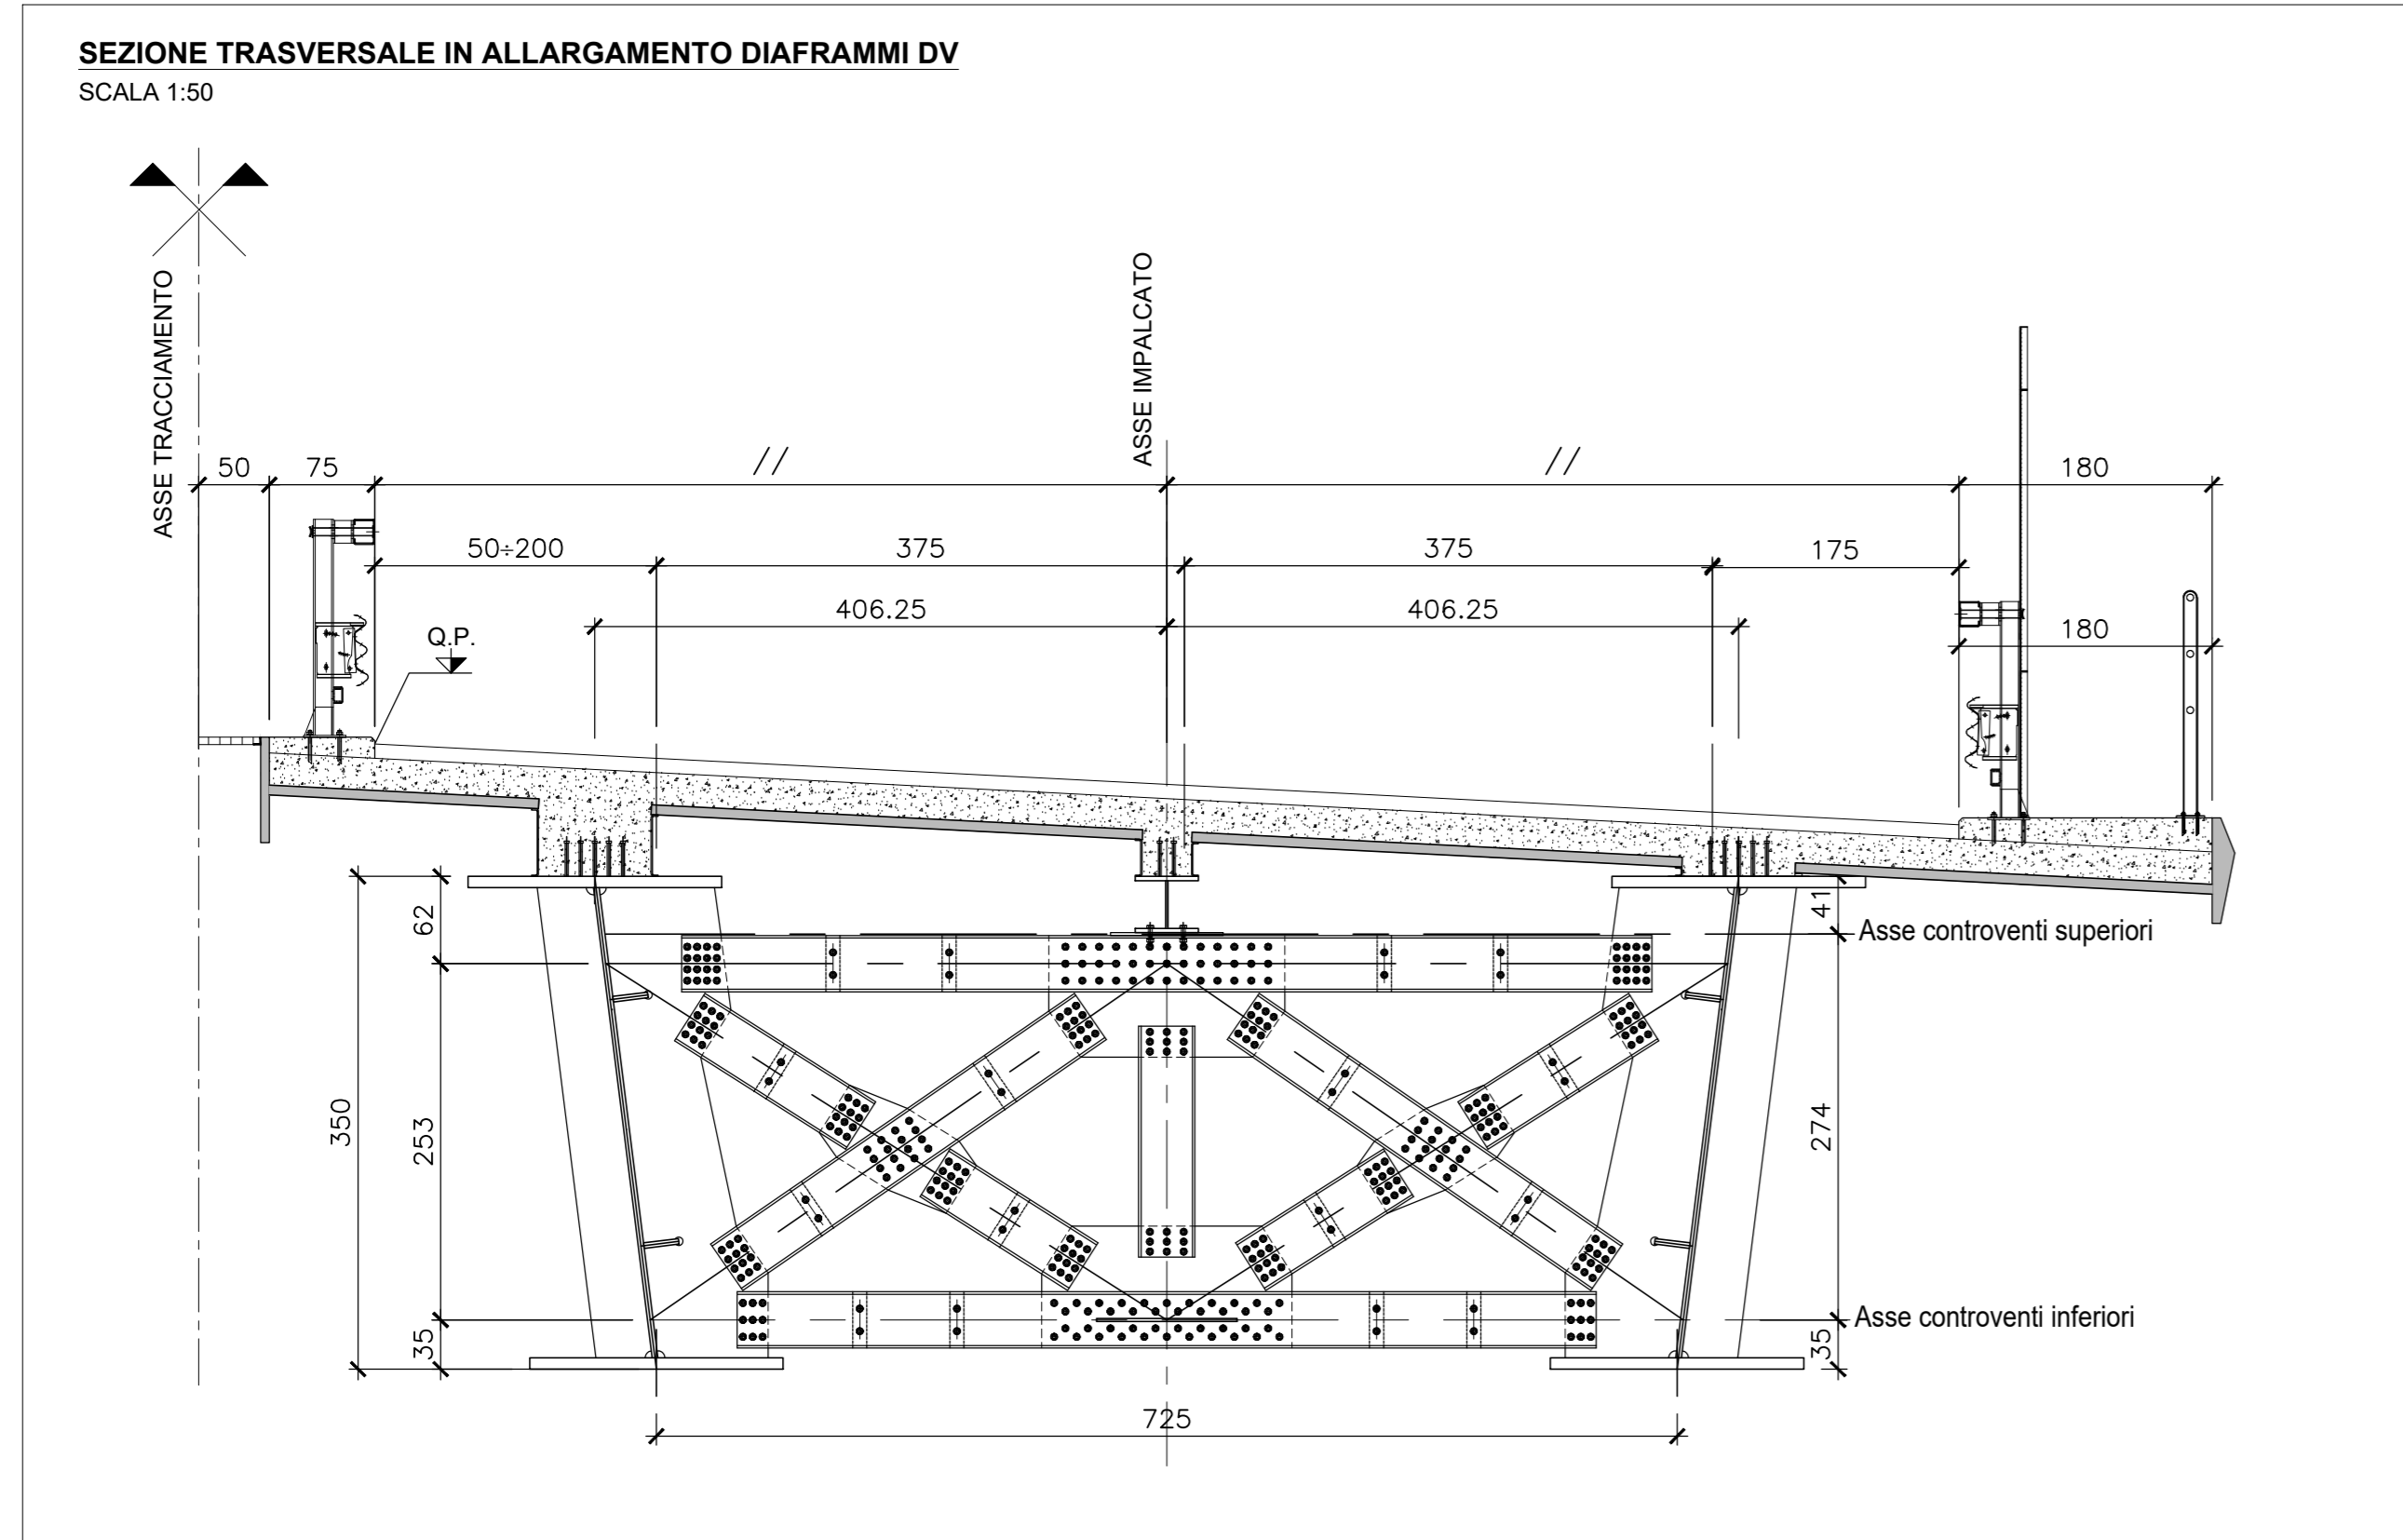 SEZIONE TRASVERSALE IN ALLARGAMENTO DIAFRAMMI DV
SCALA 1:50
ASSE TRACCIAMENTO
ASSE IMPALCATO
50
75
//
//
180
50÷200
375
375
175
406.25
406.25
180
Q.P.
62
41
Asse controventi superiori
350
253
274
35
Asse controventi inferiori
35
725